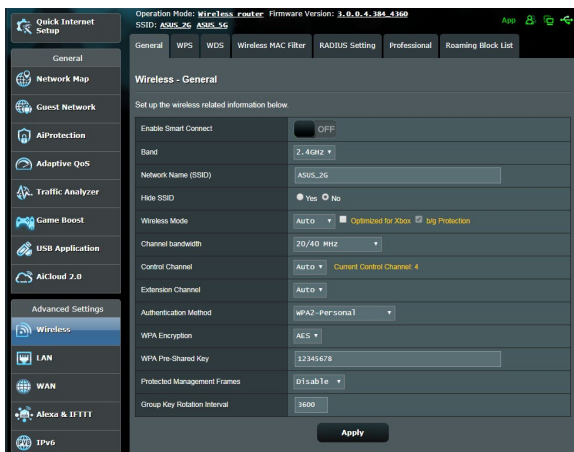 Quick Internet
Setup
General
Network Map
Guest Network
AiProtection
Adaptive QoS
Traffic Analyzer
Game Boost
USB Application
AiCloud 2.0
Advanced Settings
Wireless
LAN
WAN
Alexa & IFTTT
IPv6
Operation Mode: Wireless router Firmware Version: 3.0.0.4.384_4360
SSID: ASUS_2G ASUS_5G
App
General WPS WDS Wireless MAC Filter RADIUS Setting Professional Roaming Block List
Wireless - General
Set up the wireless related information below.
Enable Smart Connect OFF
Band 2.4GHz
Network Name (SSID) ASUS_2G
Hide SSID Yes No
Wireless Mode Auto Optimized for Xbox b/g Protection
Channel bandwidth 20/40 MHz
Control Channel Auto Current Control Channel: 4
Extension Channel Auto
Authentication Method WPA2-Personal
WPA Encryption AES
WPA Pre-Shared Key 12345678
Protected Management Frames Disable
Group Key Rotation Interval 3600
Apply